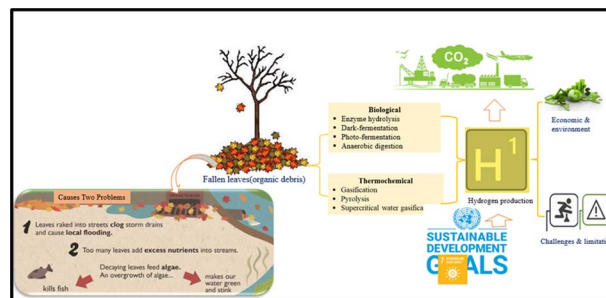 CO2
Biological
• Enzyme hydrolysis
• Dark-fermentation
• Photo-fermentation
• Anaerobic digestion
Fallen leaves(organic debris)
Thermochemical
• Gasification
• Pyrolysis
• Supercritical water gasifica
H 1
Hydrogen production
Economic &
environment
Challenges & limitati
SUSTAINABLE
DEVELOPMENT
GOALS
Causes Two Problems
1 Leaves raked into streets clog storm drains
and cause local flooding.
2 Too many leaves add excess nutrients into streams.
Decaying leaves feed algae.
An overgrowth of algae...
kills fish
makes our
water green
and stink